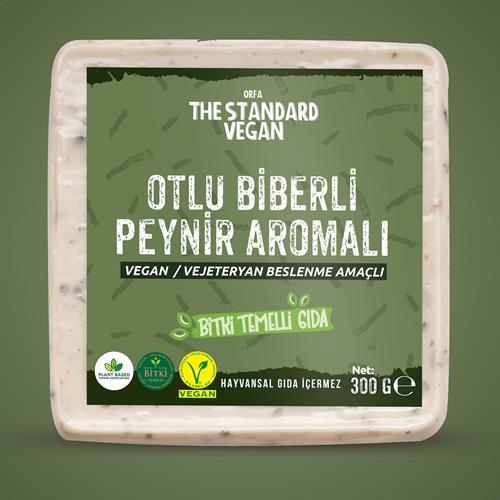 ORFA
THE STANDARD
VEGAN
OTLU BİBERLİ
PEYNİR AROMALI
VEGAN / VEJETERYAN BESLENME AMAÇLI
BİTKİ TEMELLİ GIDA
PLANT BASED
BİTKİ
TEMELLİ
VEGAN
HAYVANSAL GIDA İÇERMEZ
Net:
300 G e